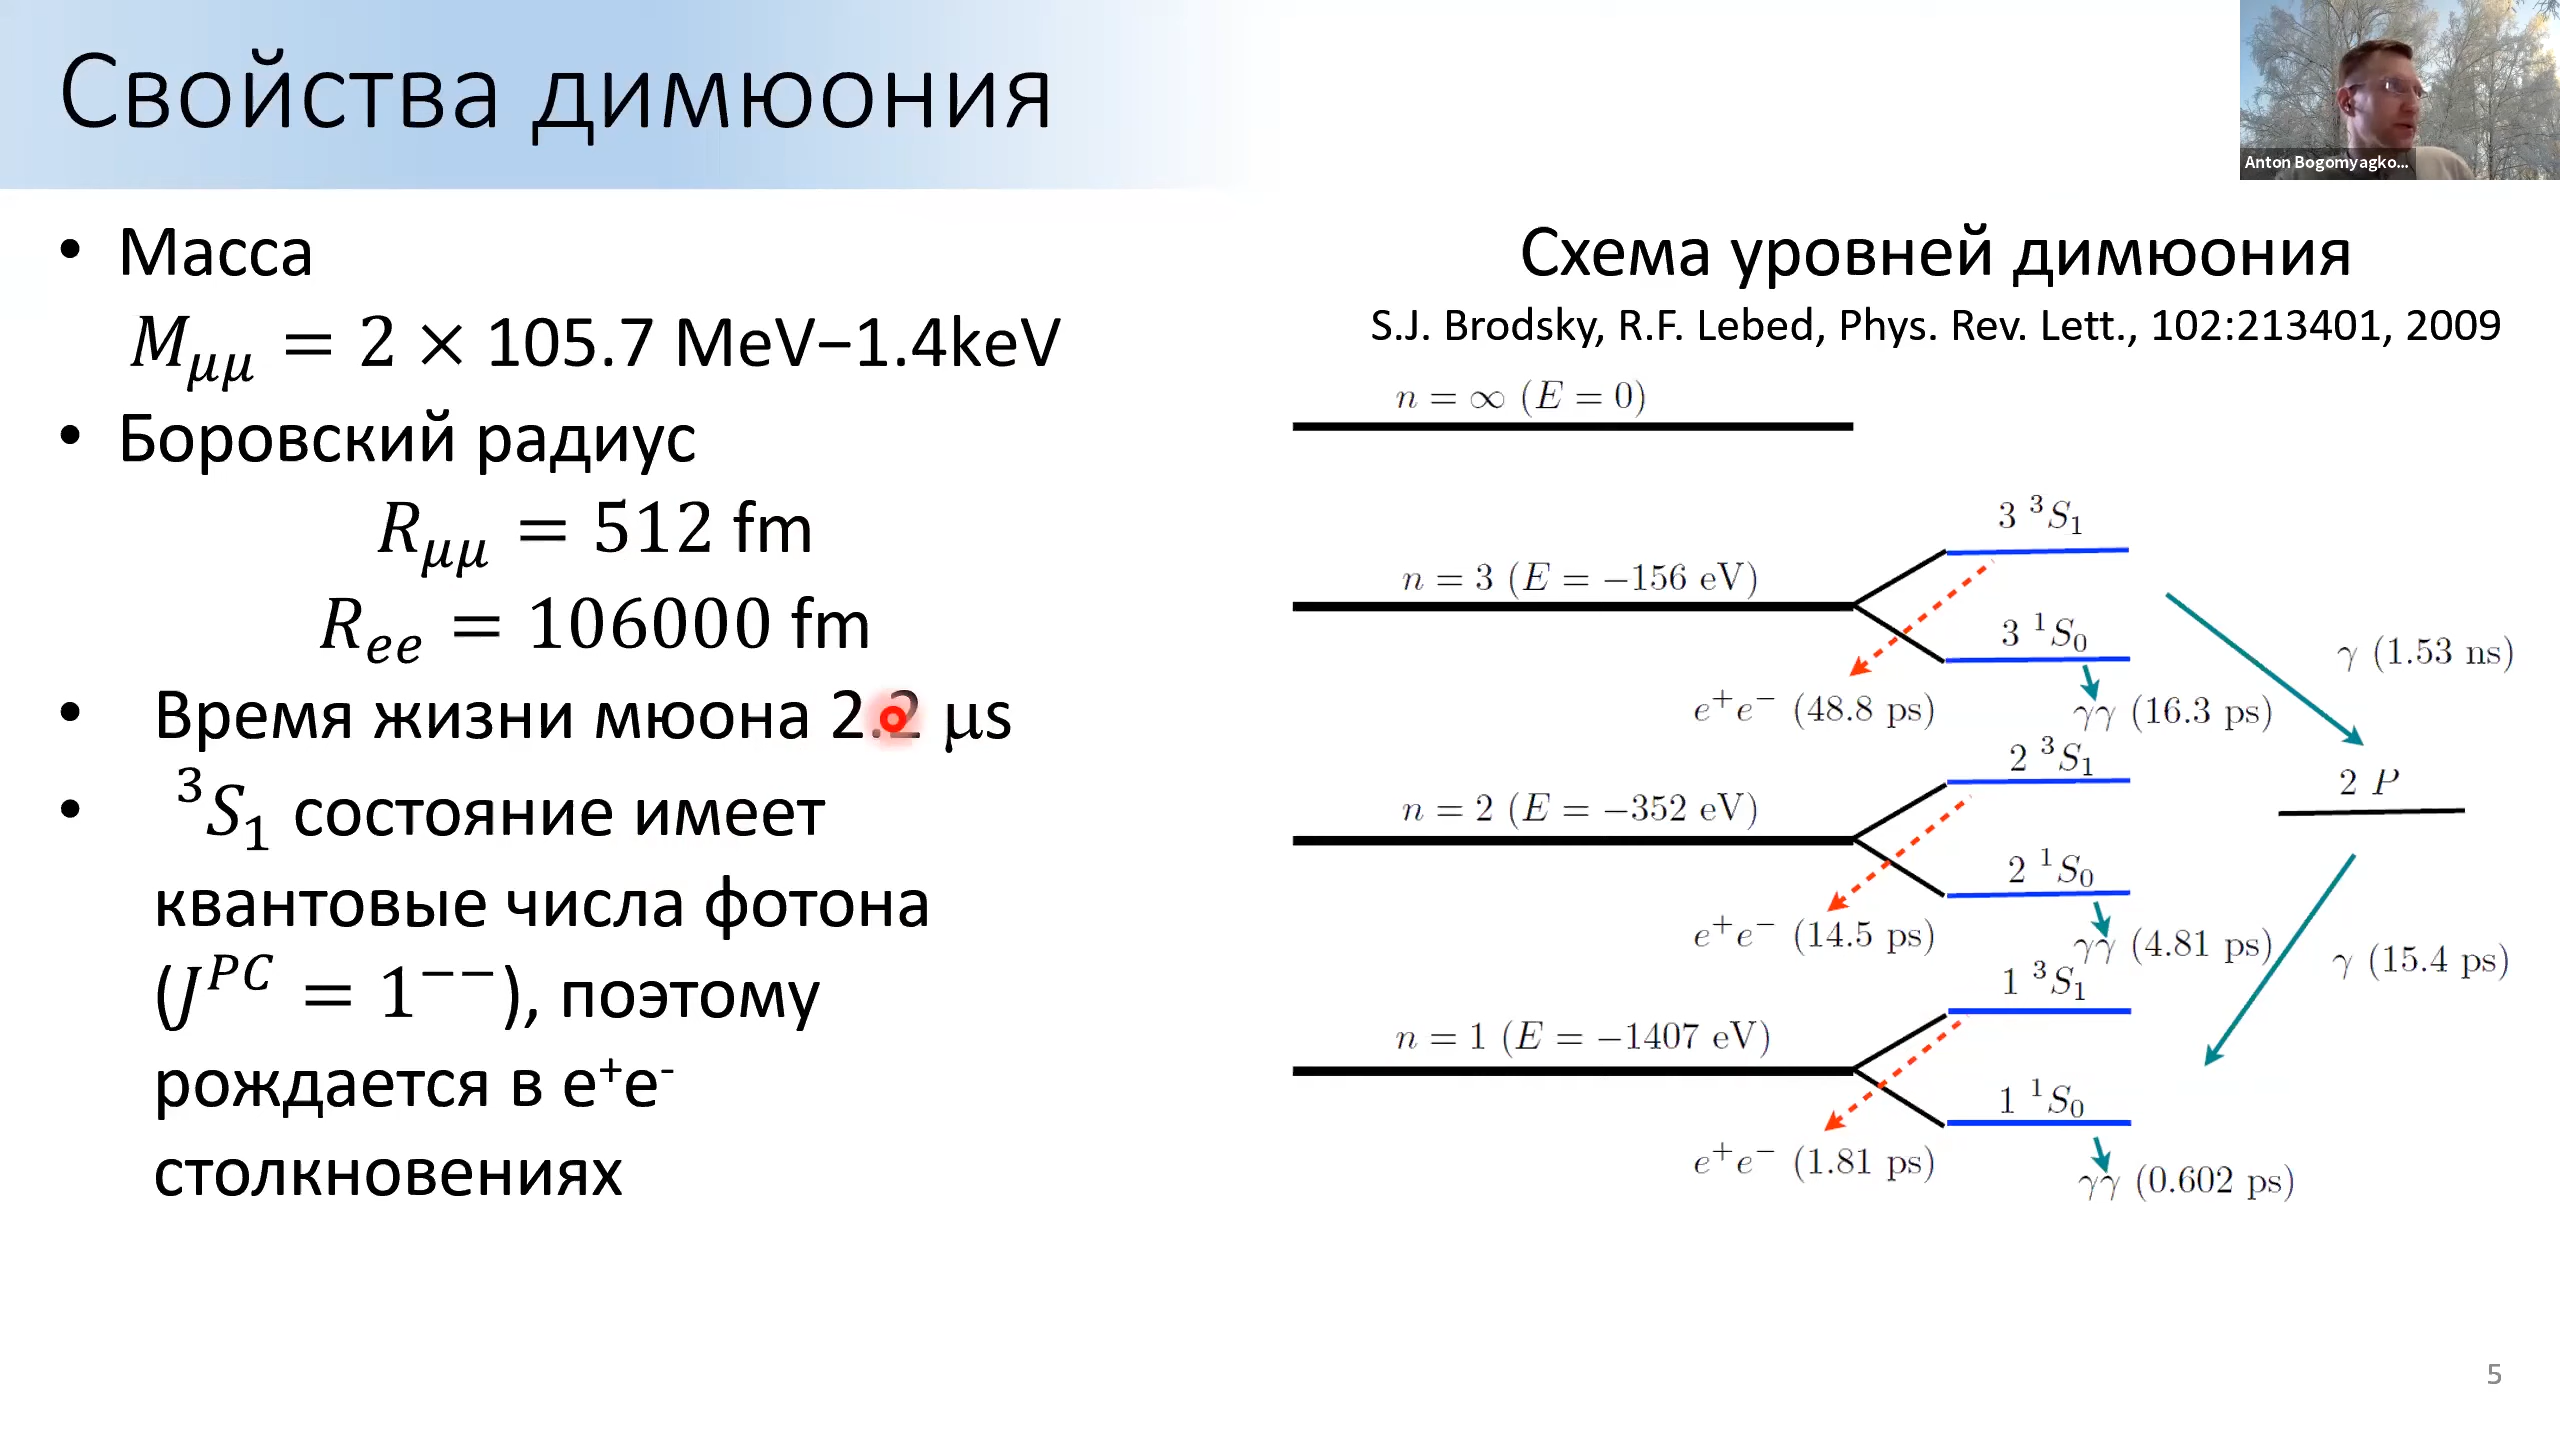 Свойства димюония
Anton Bogomyagko...
• Масса
M_μμ = 2 × 105.7 MeV−1.4keV
• Боровский радиус
R_μμ = 512 fm
R_ee = 106000 fm
• Время жизни мюона 2.2 μs
• ³S₁ состояние имеет
квантовые числа фотона
(J^PC = 1^−−), поэтому
рождается в e⁺e⁻
столкновениях
Схема уровней димюония
S.J. Brodsky, R.F. Lebed, Phys. Rev. Lett., 102:213401, 2009
n = ∞ (E = 0)
3 ³S₁
n = 3 (E = −156 eV)
3 ¹S₀
γ (1.53 ns)
e⁺e⁻ (48.8 ps)
γγ (16.3 ps)
2 ³S₁
2 P
n = 2 (E = −352 eV)
2 ¹S₀
e⁺e⁻ (14.5 ps)
γγ (4.81 ps)
γ (15.4 ps)
1 ³S₁
n = 1 (E = −1407 eV)
1 ¹S₀
e⁺e⁻ (1.81 ps)
γγ (0.602 ps)
5